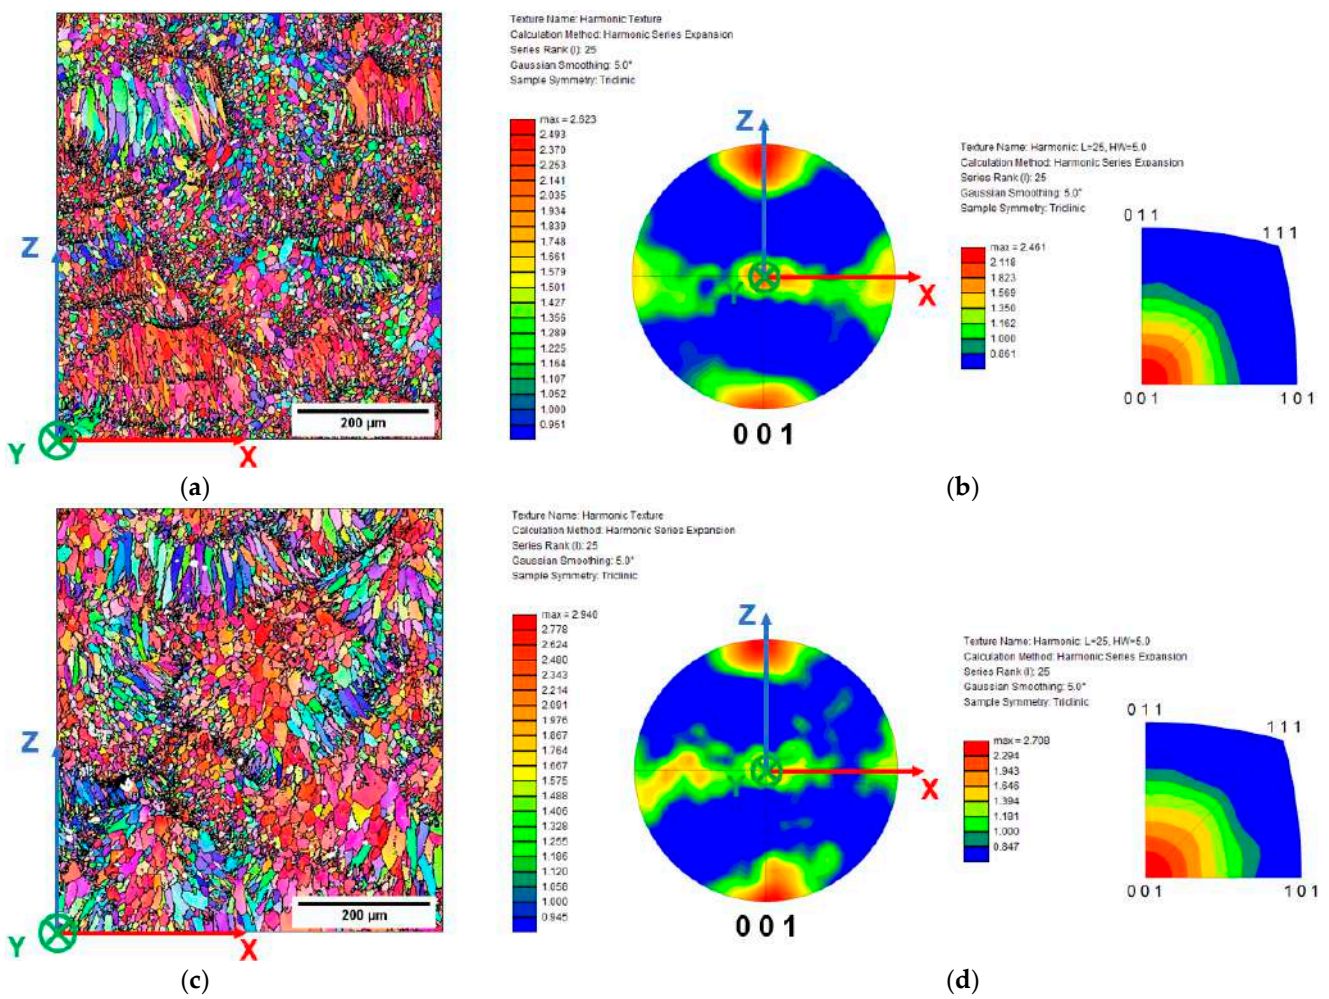 Texture Name: Harmonic Texture
Calculation Method: Harmonic Series Expansion
Series Rank (l): 25
Gaussian Smoothing: 5.0°
Sample Symmetry: Triclinic
max = 2.623
2.493
2.370
2.253
2.141
2.035
1.934
1.839
1.748
1.661
1.579
1.501
1.427
1.356
1.289
1.225
1.164
1.107
1.052
1.000
0.951
Z
X
0 0 1
Texture Name: Harmonic: L=25, HW=5.0
Calculation Method: Harmonic Series Expansion
Series Rank (l): 25
Gaussian Smoothing: 5.0°
Sample Symmetry: Triclinic
max = 2.461
2.118
1.823
1.569
1.350
1.162
1.000
0.861
0 1 1
1 1 1
0 0 1
1 0 1
Z
Y
X
200 µm
(a)
(b)
Texture Name: Harmonic Texture
Calculation Method: Harmonic Series Expansion
Series Rank (l): 25
Gaussian Smoothing: 5.0°
Sample Symmetry: Triclinic
max = 2.940
2.778
2.624
2.480
2.343
2.214
2.091
1.976
1.867
1.764
1.667
1.575
1.488
1.406
1.328
1.255
1.186
1.120
1.058
1.000
0.945
Z
X
0 0 1
Texture Name: Harmonic: L=25, HW=5.0
Calculation Method: Harmonic Series Expansion
Series Rank (l): 25
Gaussian Smoothing: 5.0°
Sample Symmetry: Triclinic
max = 2.708
2.294
1.943
1.646
1.394
1.181
1.000
0.847
0 1 1
1 1 1
0 0 1
1 0 1
Z
Y
X
200 µm
(c)
(d)